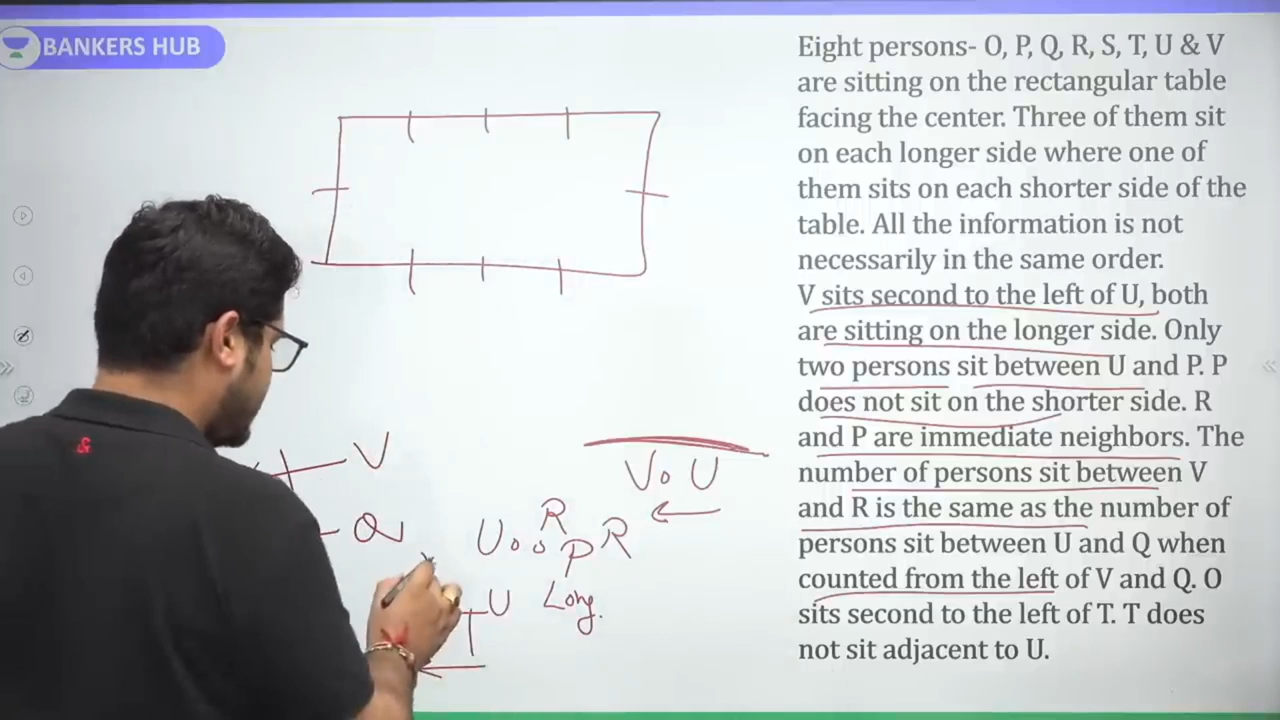 BANKERS HUB
Eight persons- O, P, Q, R, S, T, U & V
are sitting on the rectangular table
facing the center. Three of them sit
on each longer side where one of
them sits on each shorter side of the
table. All the information is not
necessarily in the same order.
V sits second to the left of U, both
are sitting on the longer side. Only
two persons sit between U and P. P
does not sit on the shorter side. R
and P are immediate neighbors. The
number of persons sit between V
and R is the same as the number of
persons sit between U and Q when
counted from the left of V and Q. O
sits second to the left of T. T does
not sit adjacent to U.
V
V o U
R
Q
U o o P R
U Long.